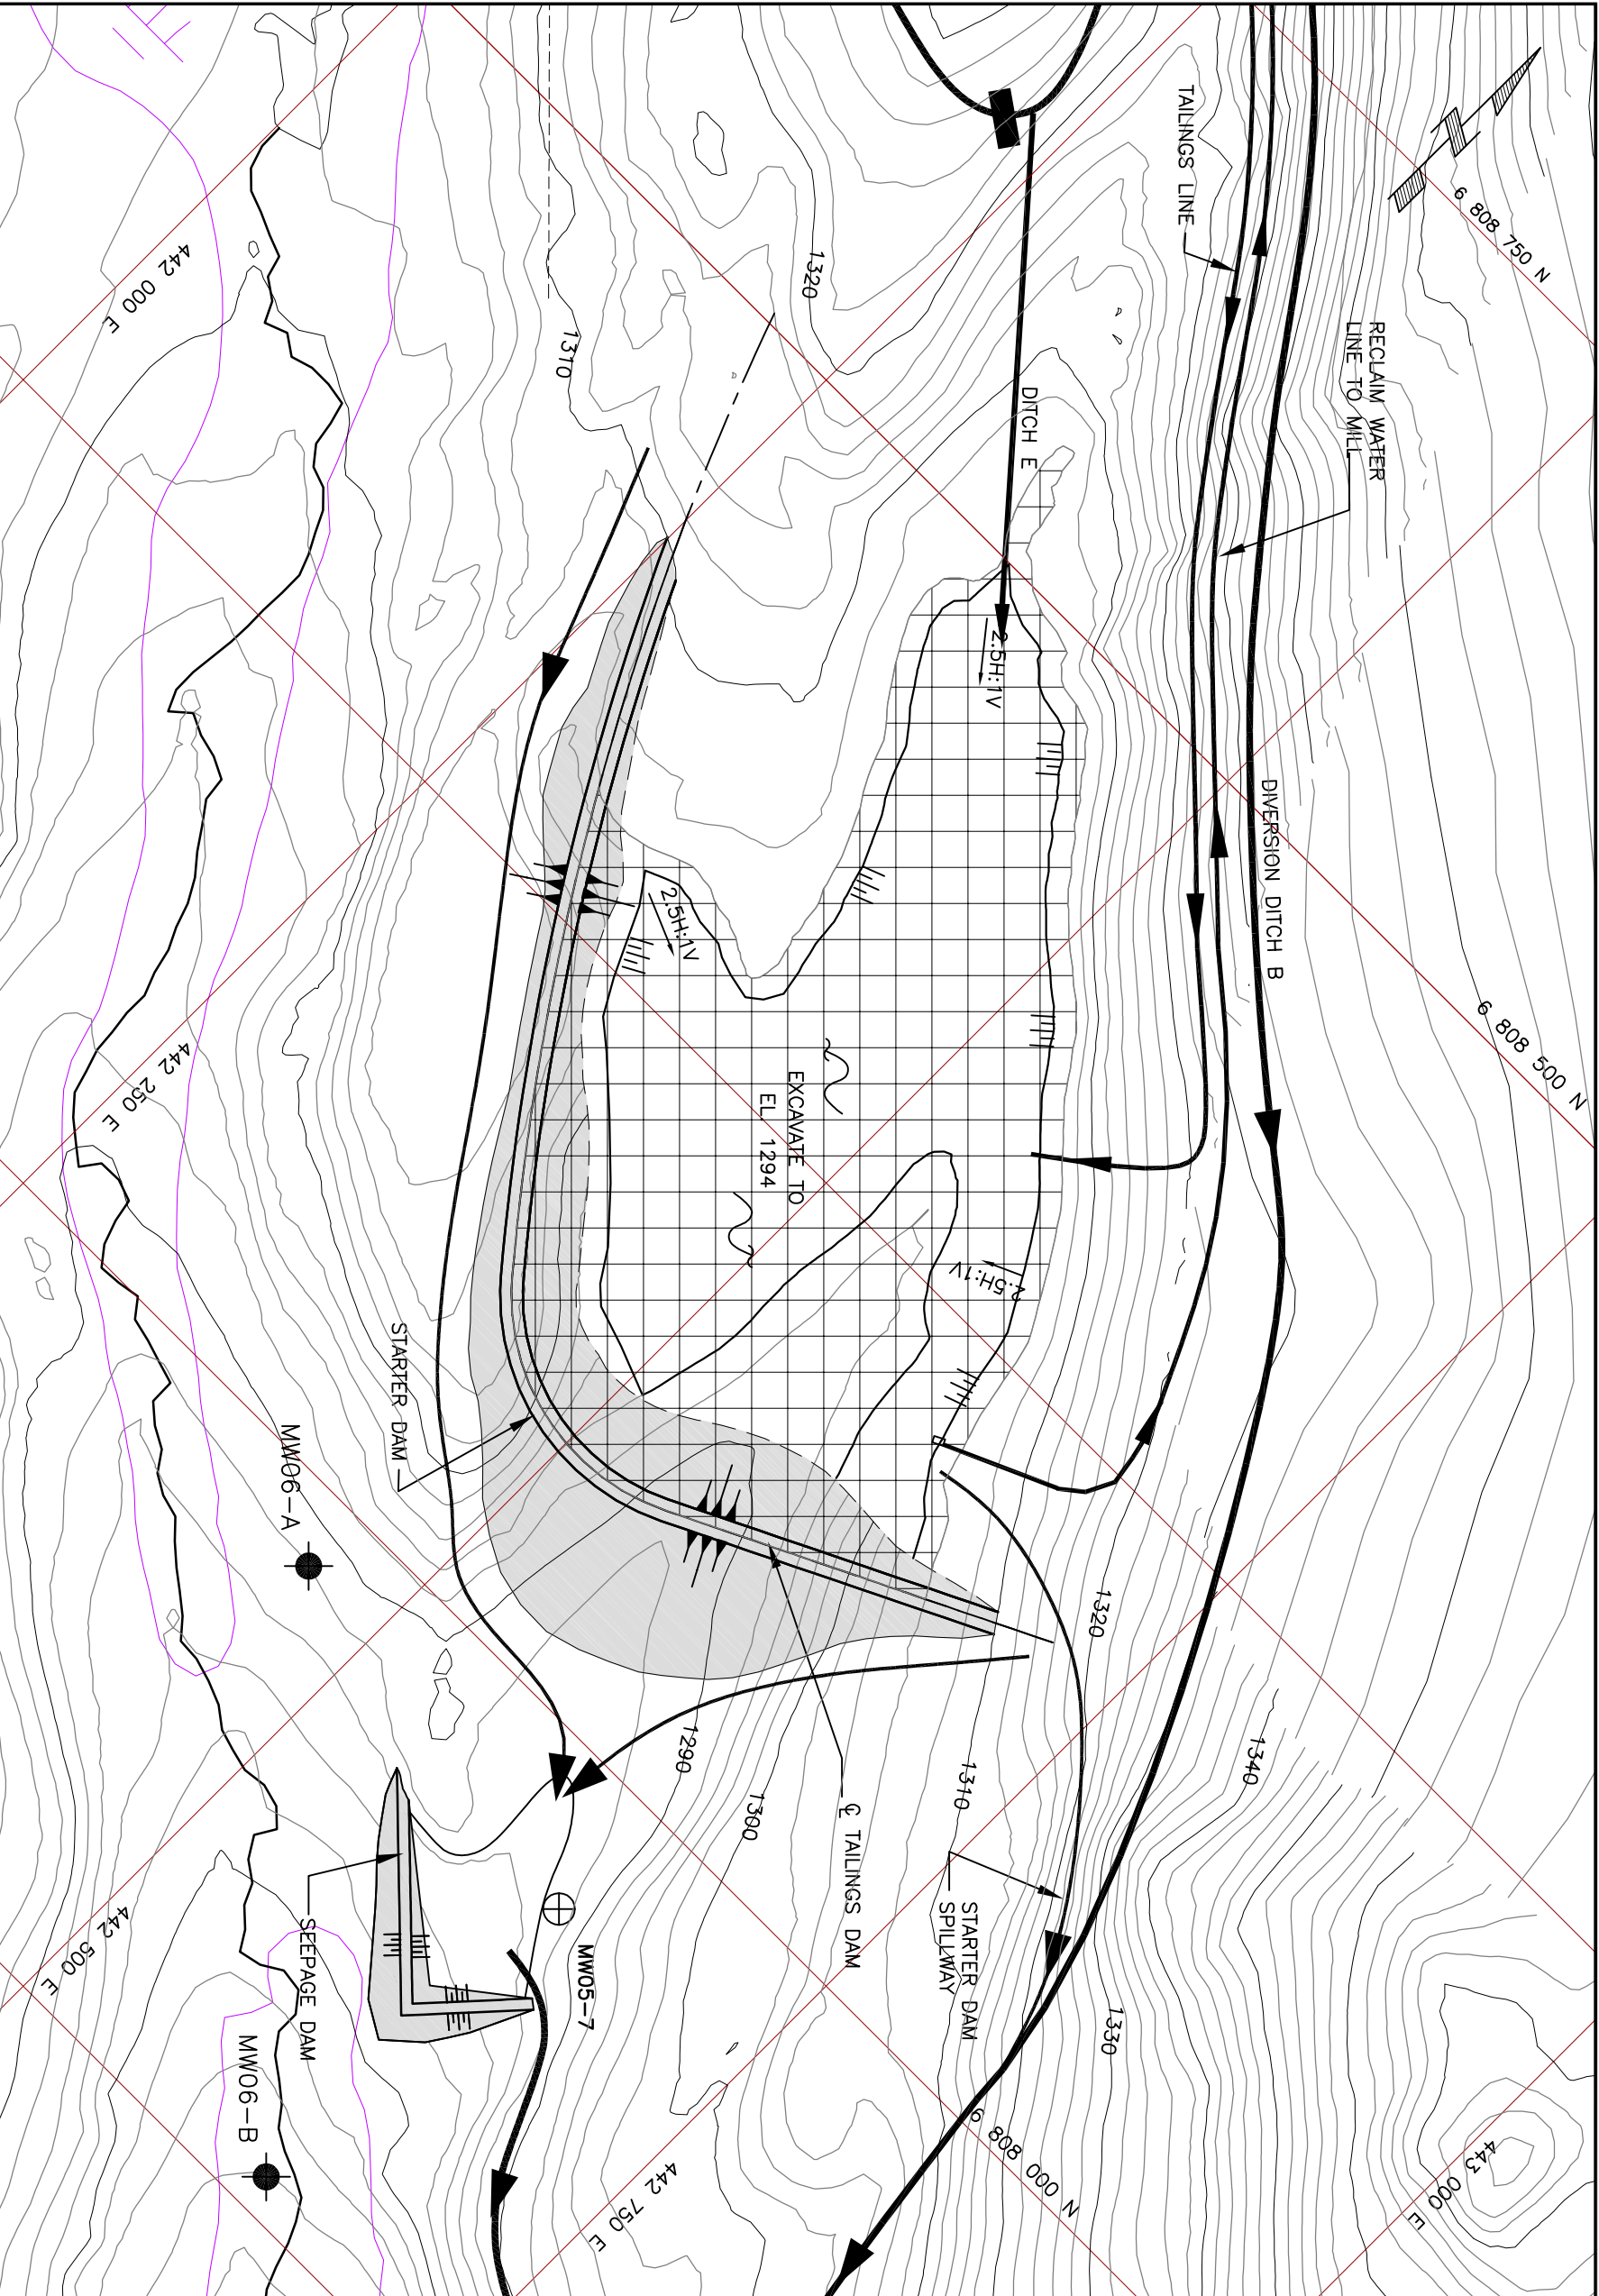 6 808 750 N
TAILINGS LINE
RECLAIM WATER
LINE TO MILL
442 000 E
1320
1310
DITCH E
2.5H:1V
DIVERSION DITCH B
2.5H:1V
6 808 500 N
442 250 E
EXCAVATE TO
EL 1294
2.5H:1V
STARTER DAM
MW06-A
1320
1290
1300
1310
1340
℄ TAILINGS DAM
STARTER DAM
SPILLWAY
442 500 E
SEEPAGE DAM
MW05-7
MW06-B
1330
6 808 000 N
442 750 E
443 000 E